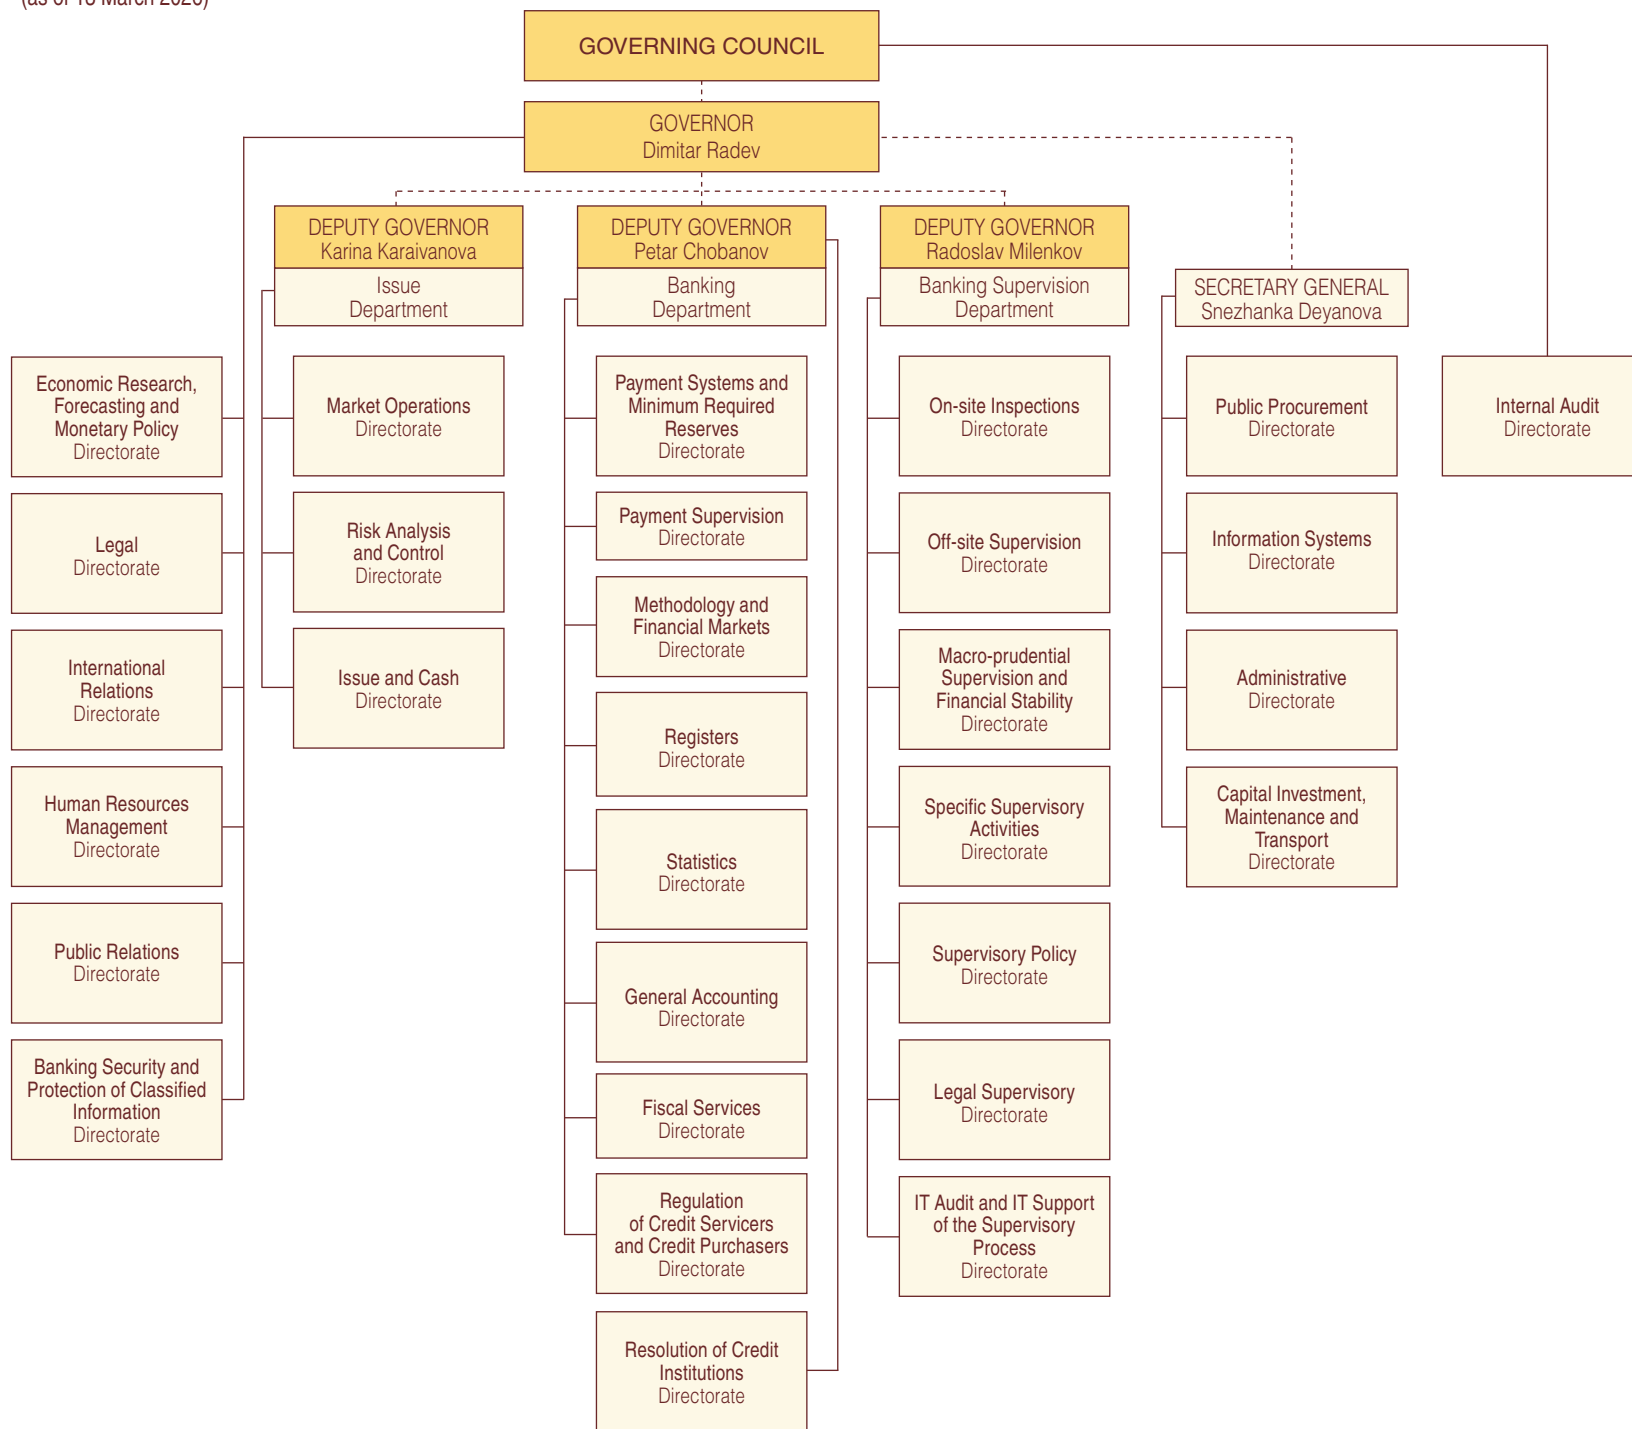 GOVERNING COUNCIL
GOVERNOR
Dimitar Radev
DEPUTY GOVERNOR
Karina Karaivanova
Issue
Department
DEPUTY GOVERNOR
Petar Chobanov
Banking
Department
DEPUTY GOVERNOR
Radoslav Milenkov
Banking Supervision
Department
SECRETARY GENERAL
Snezhanka Deyanova
Economic Research,
Forecasting and
Monetary Policy
Directorate
Legal
Directorate
International
Relations
Directorate
Human Resources
Management
Directorate
Public Relations
Directorate
Banking Security and
Protection of Classified
Information
Directorate
Market Operations
Directorate
Risk Analysis
and Control
Directorate
Issue and Cash
Directorate
Payment Systems and
Minimum Required
Reserves
Directorate
Payment Supervision
Directorate
Methodology and
Financial Markets
Directorate
Registers
Directorate
Statistics
Directorate
General Accounting
Directorate
Fiscal Services
Directorate
Regulation
of Credit Servicers
and Credit Purchasers
Directorate
Resolution of Credit
Institutions
Directorate
On-site Inspections
Directorate
Off-site Supervision
Directorate
Macro-prudential
Supervision and
Financial Stability
Directorate
Specific Supervisory
Activities
Directorate
Supervisory Policy
Directorate
Legal Supervisory
Directorate
IT Audit and IT Support
of the Supervisory
Process
Directorate
Public Procurement
Directorate
Information Systems
Directorate
Administrative
Directorate
Capital Investment,
Maintenance and
Transport
Directorate
Internal Audit
Directorate